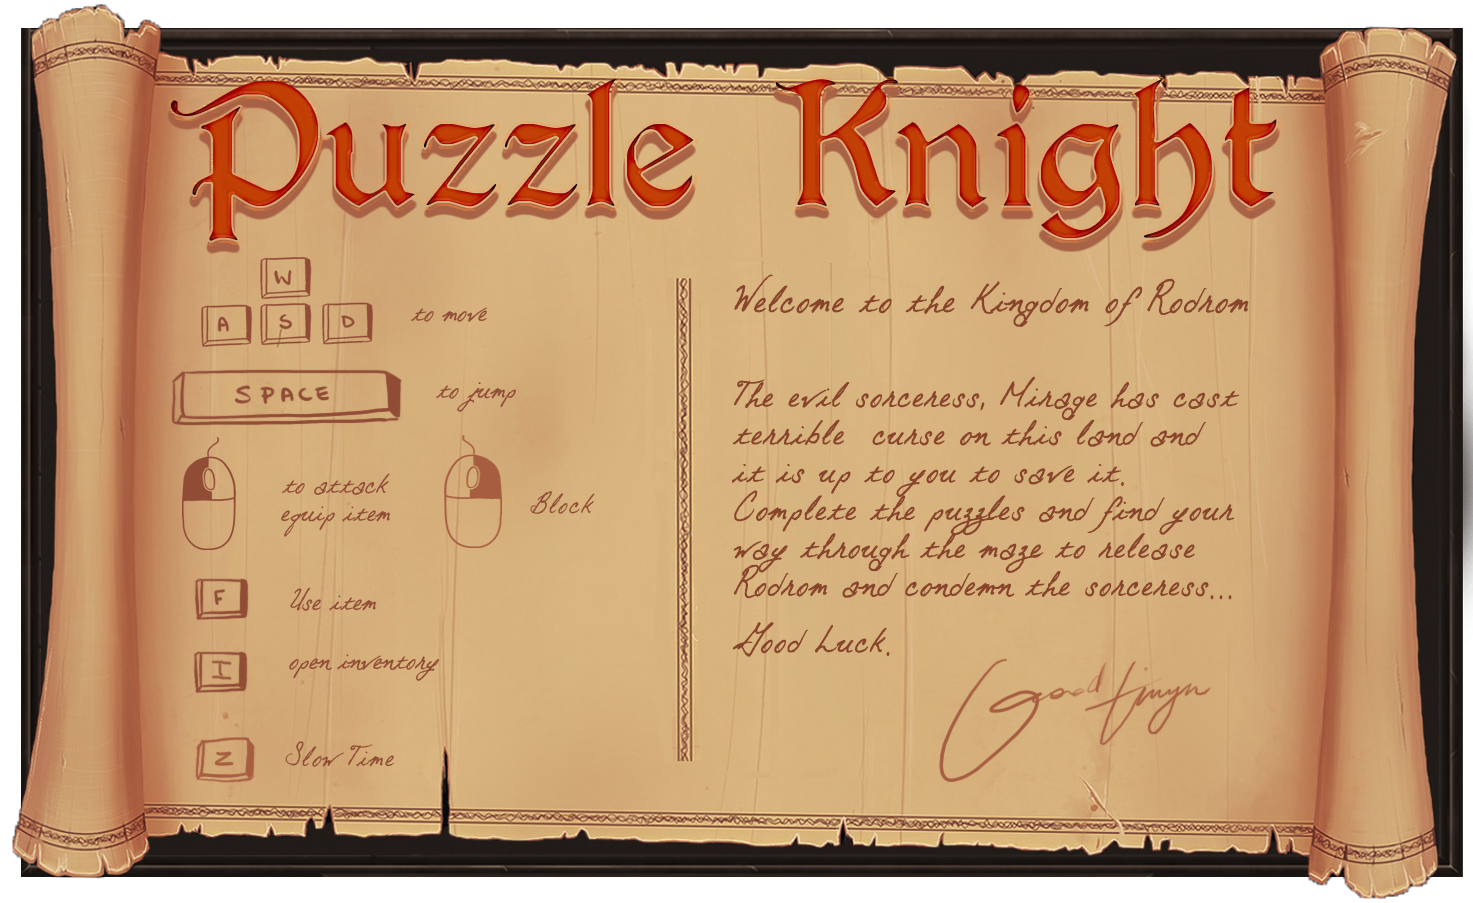 Puzzle Knight
W
A S D to move
SPACE to jump
to attack
equip item
Block
F Use item
I open inventory
Z Slow Time
Welcome to the Kingdom of Rodrom
The evil sorceress, Mirage has cast
terrible curse on this land and
it is up to you to save it.
Complete the puzzles and find your
way through the maze to release
Rodrom and condemn the sorceress...
Good Luck.